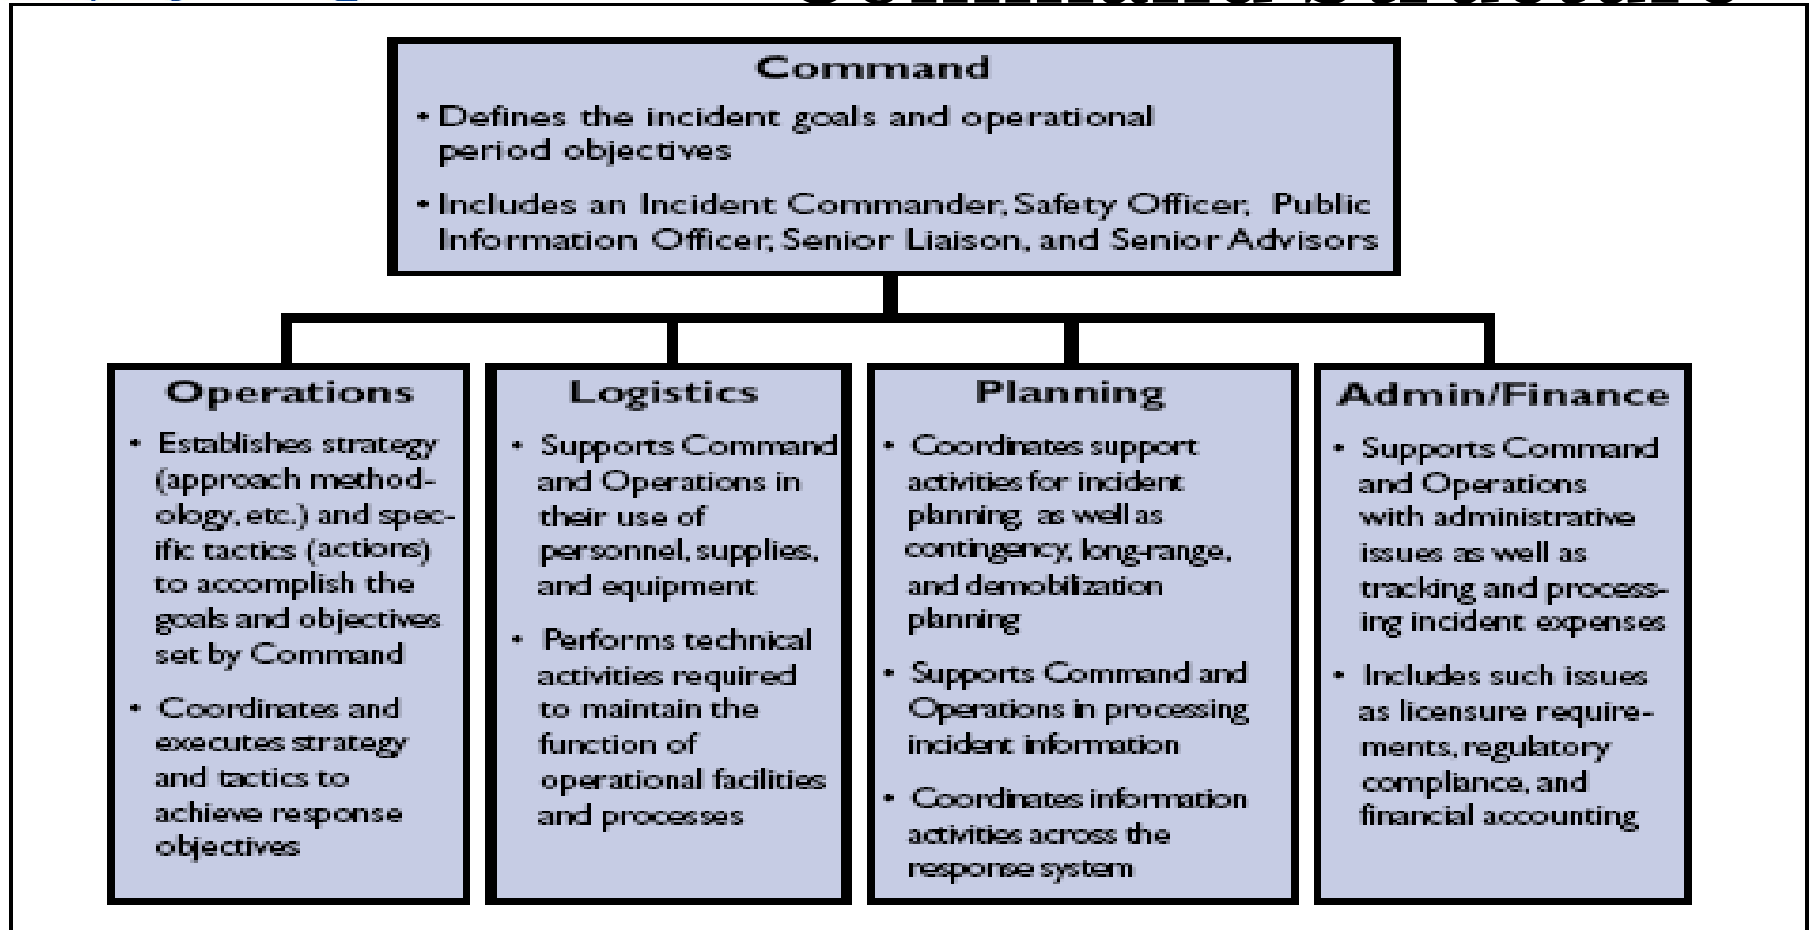 Command
• Defines the incident goals and operational
period objectives
• Includes an Incident Commander, Safety Officer, Public
Information Officer, Senior Liaison, and Senior Advisors
Operations
• Establishes strategy
(approach method-
ology, etc.) and spec-
ific tactics (actions)
to accomplish the
goals and objectives
set by Command
• Coordinates and
executes strategy
and tactics to
achieve response
objectives
Logistics
• Supports Command
and Operations in
their use of
personnel, supplies,
and equipment
• Performs technical
activities required
to maintain the
function of
operational facilities
and processes
Planning
• Coordinates support
activities for incident
planning, as well as
contingency, long-range,
and demobilization
planning
• Supports Command and
Operations in processing
incident information
• Coordinates information
activities across the
response system
Admin/Finance
• Supports Command
and Operations
with administrative
issues as well as
tracking and process-
ing incident expenses
• Includes such issues
as licensure require-
ments, regulatory
compliance, and
financial accounting